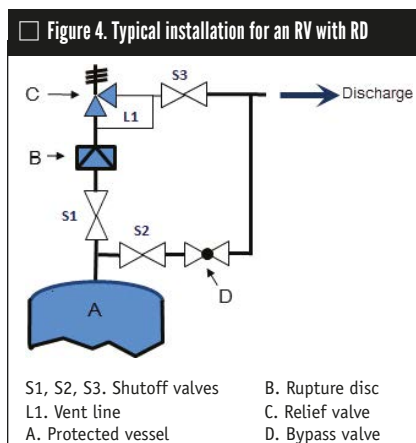 Figure 4. Typical installation for an RV with RD
S3
C
Discharge
L1
B
S1
S2
A
D
S1, S2, S3. Shutoff valves
L1. Vent line
A. Protected vessel
B. Rupture disc
C. Relief valve
D. Bypass valve